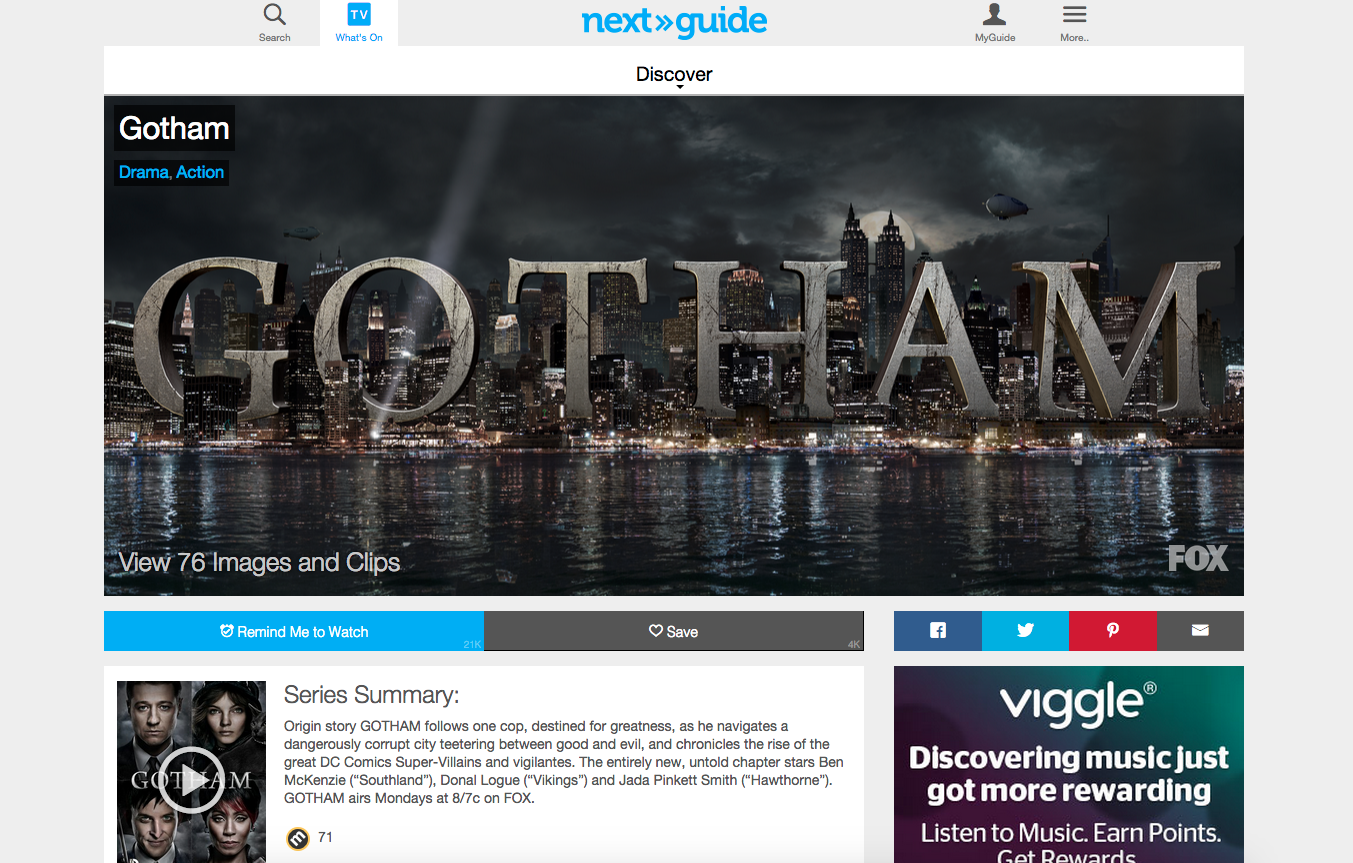 Search
TV
What's On
next»guide
MyGuide
More..
Discover
Gotham
Drama, Action
GOTHAM
View 76 Images and Clips
FOX
Remind Me to Watch
21K
Save
4K
Series Summary:
Origin story GOTHAM follows one cop, destined for greatness, as he navigates a
dangerously corrupt city teetering between good and evil, and chronicles the rise of the
great DC Comics Super-Villains and vigilantes. The entirely new, untold chapter stars Ben
McKenzie (“Southland”), Donal Logue (“Vikings”) and Jada Pinkett Smith (“Hawthorne”).
GOTHAM airs Mondays at 8/7c on FOX.
GOTHAM
m 71
viggle®
Discovering music just
got more rewarding
Listen to Music. Earn Points.
Get Rewards.